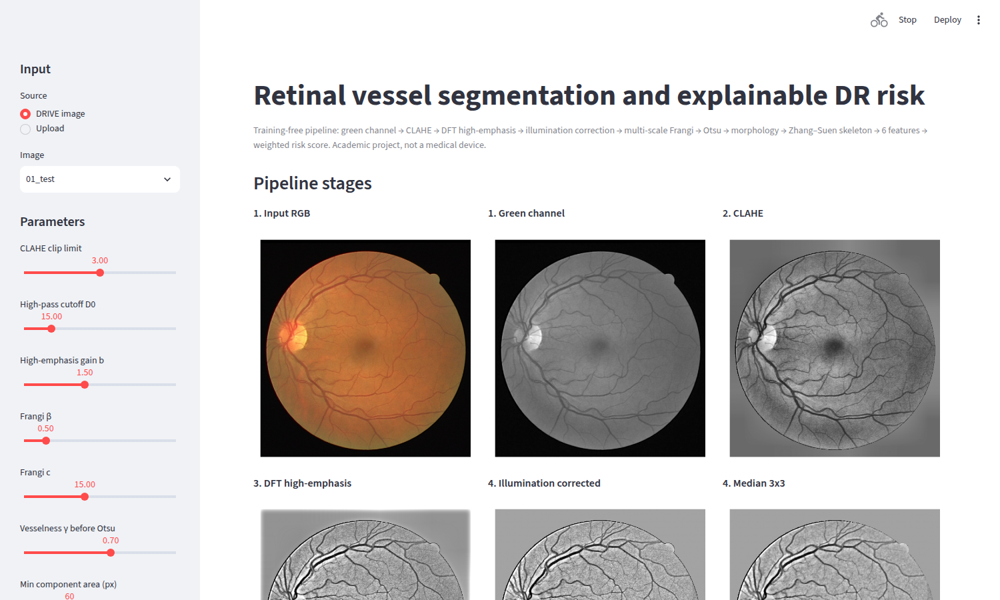 Stop
Deploy
Input
Source
DRIVE image
Upload
Image
01_test
Parameters
CLAHE clip limit
3.00
High-pass cutoff D0
15.00
High-emphasis gain b
1.50
Frangi β
0.50
Frangi c
15.00
Vesselness γ before Otsu
0.70
Min component area (px)
60
Retinal vessel segmentation and explainable DR risk
Training-free pipeline: green channel → CLAHE → DFT high-emphasis → illumination correction → multi-scale Frangi → Otsu → morphology → Zhang–Suen skeleton → 6 features →
weighted risk score. Academic project, not a medical device.
Pipeline stages
1. Input RGB
1. Green channel
2. CLAHE
3. DFT high-emphasis
4. Illumination corrected
4. Median 3x3